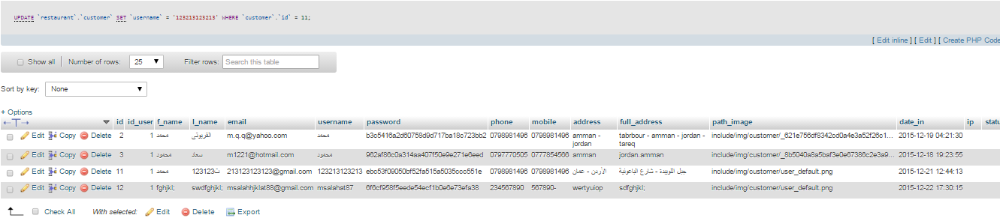 UPDATE `restaurant`.`customer` SET `username` = '123213123213' WHERE `customer`.`id` = 11;
[ Edit inline ] [ Edit ] [ Create PHP Code
Show all Number of rows: 25 Filter rows: Search this table
Sort by key: None
+ Options
←T→ id id_user f_name l_name email username password phone mobile address full_address path_image date_in ip statu
Edit Copy Delete 2 1 محمد القريوتي m.q.q@yahoo.com محمد b3c5416a2d60758d9d717ba18c723bb2 0798981496 0798981496 amman - jordan tabrbour - amman - jordan - tareq include/img/customer/_621e756df8342cd0a4e3a52f26c1... 2015-12-19 04:21:30
Edit Copy Delete 3 1 محمود سعاد m1221@hotmail.com محمود 962af86c0a314aa407f50e9e271e6eed 0797770505 0777854566 amman jordan.amman include/img/customer/_8b5040a8a5baf3e0e67386c2e3a9... 2015-12-18 19:23:55
Edit Copy Delete 11 1 محمد 123123ت 213123123123@gmail.com 123213123213 ebc53f09050bf52fa515a5035ccc551e 0798981496 0798981496 الأردن - عمان جبل اللويبدة - شارع الباعونية include/img/customer/user_default.png 2015-12-21 12:44:13
Edit Copy Delete 12 1 fghjkl; swdfghjkl; msalahhjklat88@gmail.com msalahat87 6f6cf958f5eede54ecf1b0e6e73efa38 234567890 567890- wertyuiop sdfghjkl; include/img/customer/user_default.png 2015-12-22 17:30:15
Check All With selected: Edit Delete Export